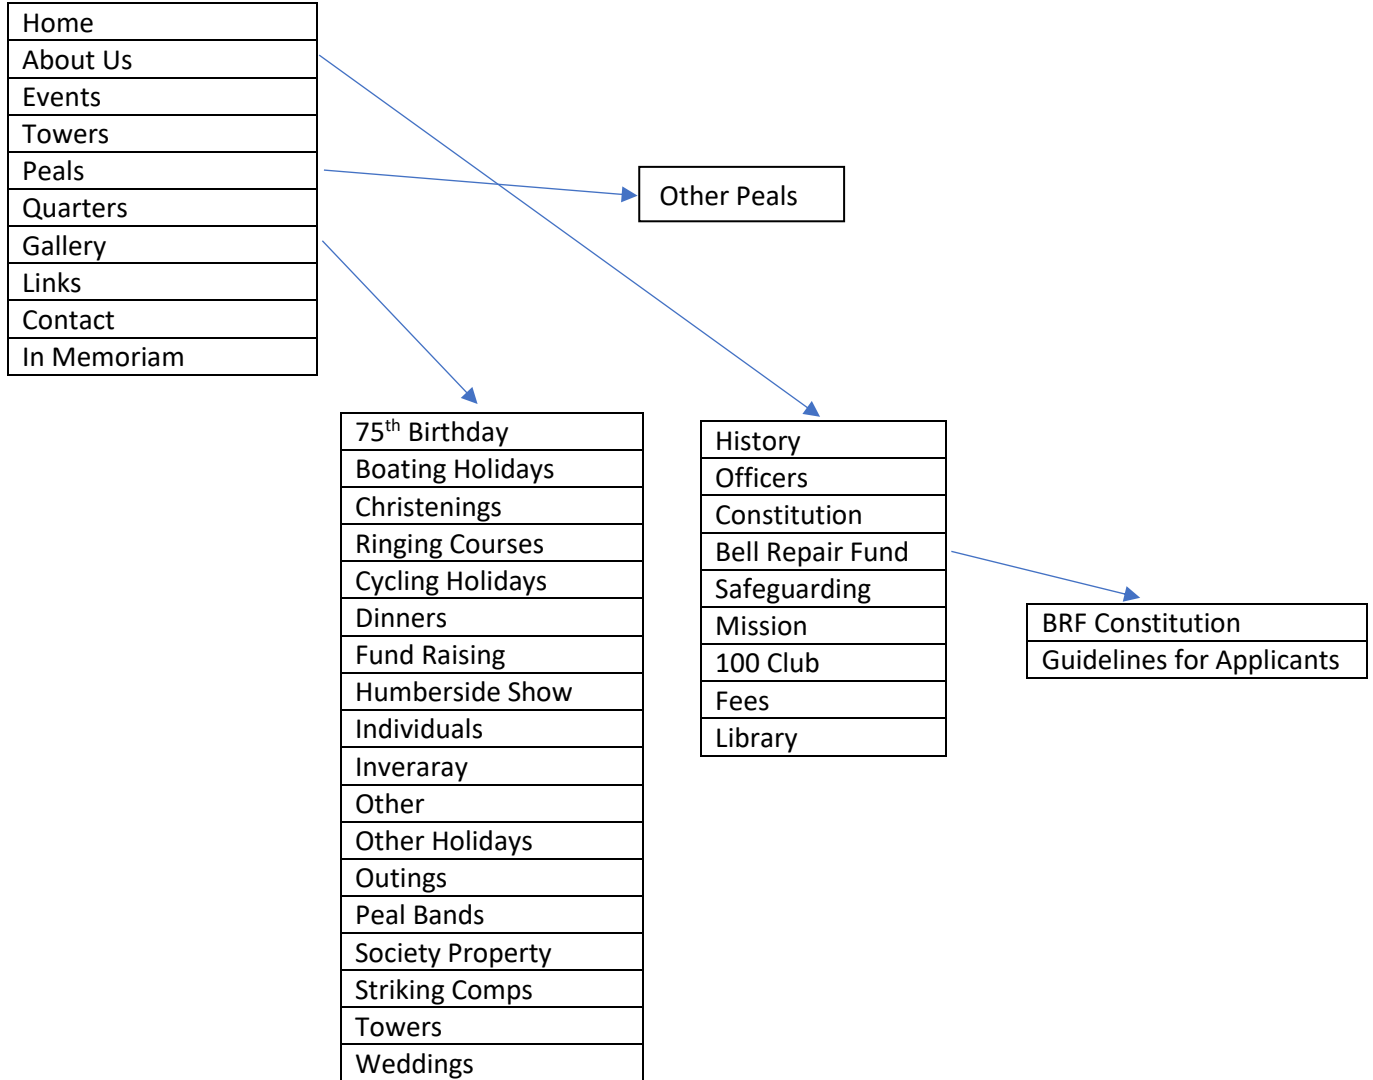 Home
About Us
Events
Towers
Peals
Quarters
Gallery
Links
Contact
In Memoriam
Other Peals
75th Birthday
Boating Holidays
Christenings
Ringing Courses
Cycling Holidays
Dinners
Fund Raising
Humberside Show
Individuals
Inveraray
Other
Other Holidays
Outings
Peal Bands
Society Property
Striking Comps
Towers
Weddings
History
Officers
Constitution
Bell Repair Fund
Safeguarding
Mission
100 Club
Fees
Library
BRF Constitution
Guidelines for Applicants